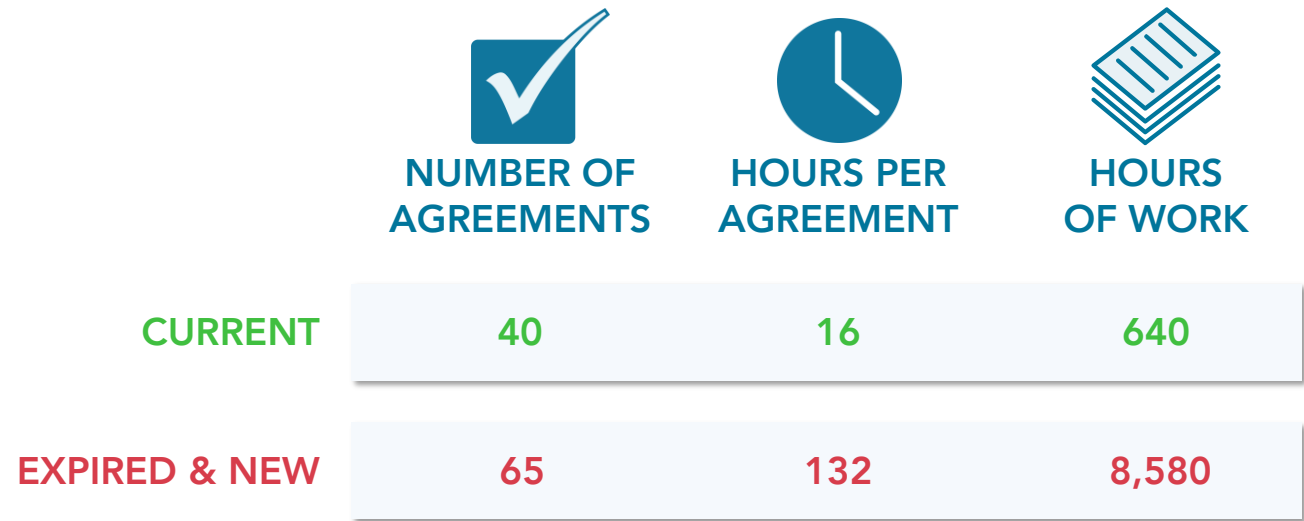 NUMBER OF AGREEMENTS
HOURS PER AGREEMENT
HOURS OF WORK
CURRENT 40 16 640
EXPIRED & NEW 65 132 8,580